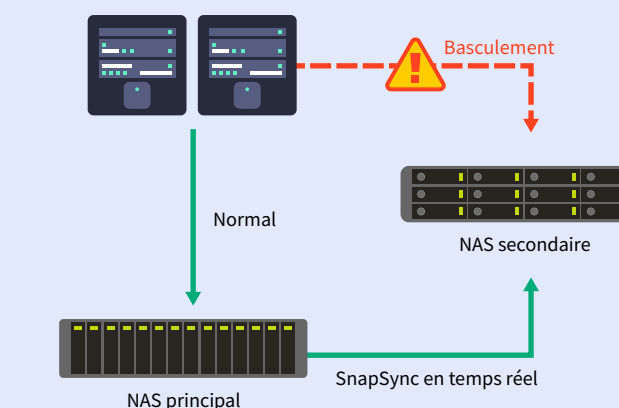 Basculement
Normal
NAS secondaire
SnapSync en temps réel
NAS principal